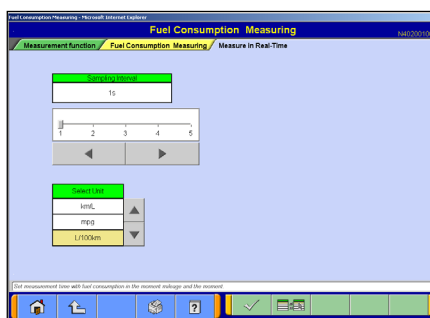 Fuel Consumption Measuring - Microsoft Internet Explorer
Fuel Consumption Measuring
N4020010
Measurement function Fuel Consumption Measuring Measure in Real-Time
Sampling Interval
1s
1 2 3 4 5
Select Unit
km/L
mpg
L/100km
Set measurement time with fuel consumption in the moment mileage and the moment
?